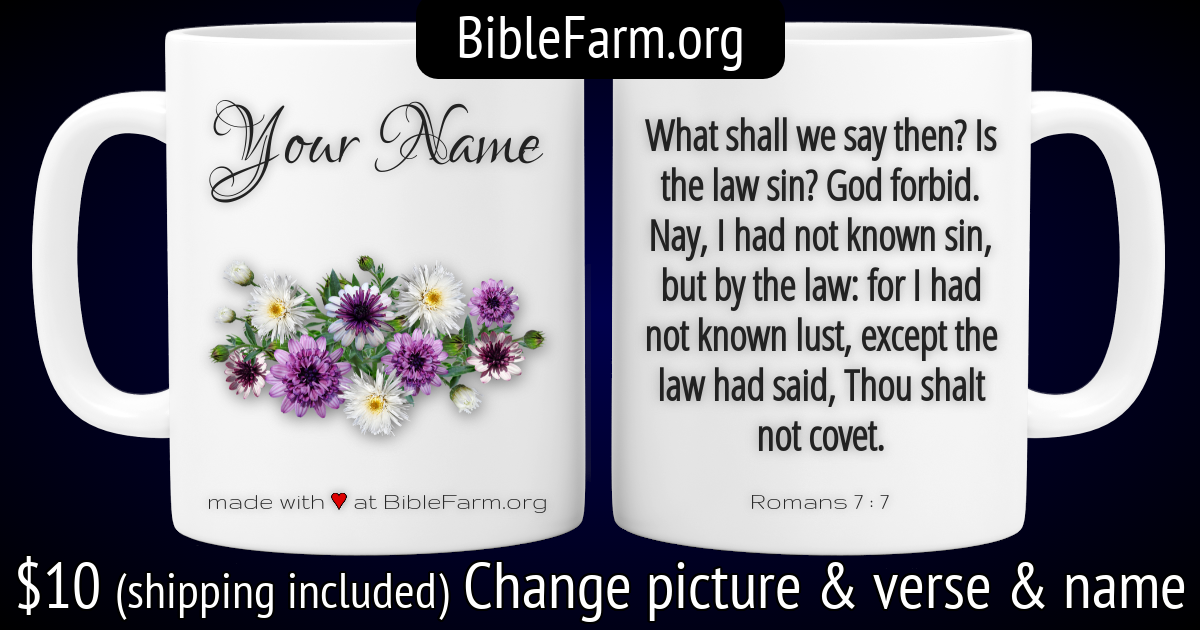 BibleFarm.org
Your Name
made with ♥ at BibleFarm.org
What shall we say then? Is
the law sin? God forbid.
Nay, I had not known sin,
but by the law: for I had
not known lust, except the
law had said, Thou shalt
not covet.
Romans 7 : 7
$10 (shipping included) Change picture & verse & name